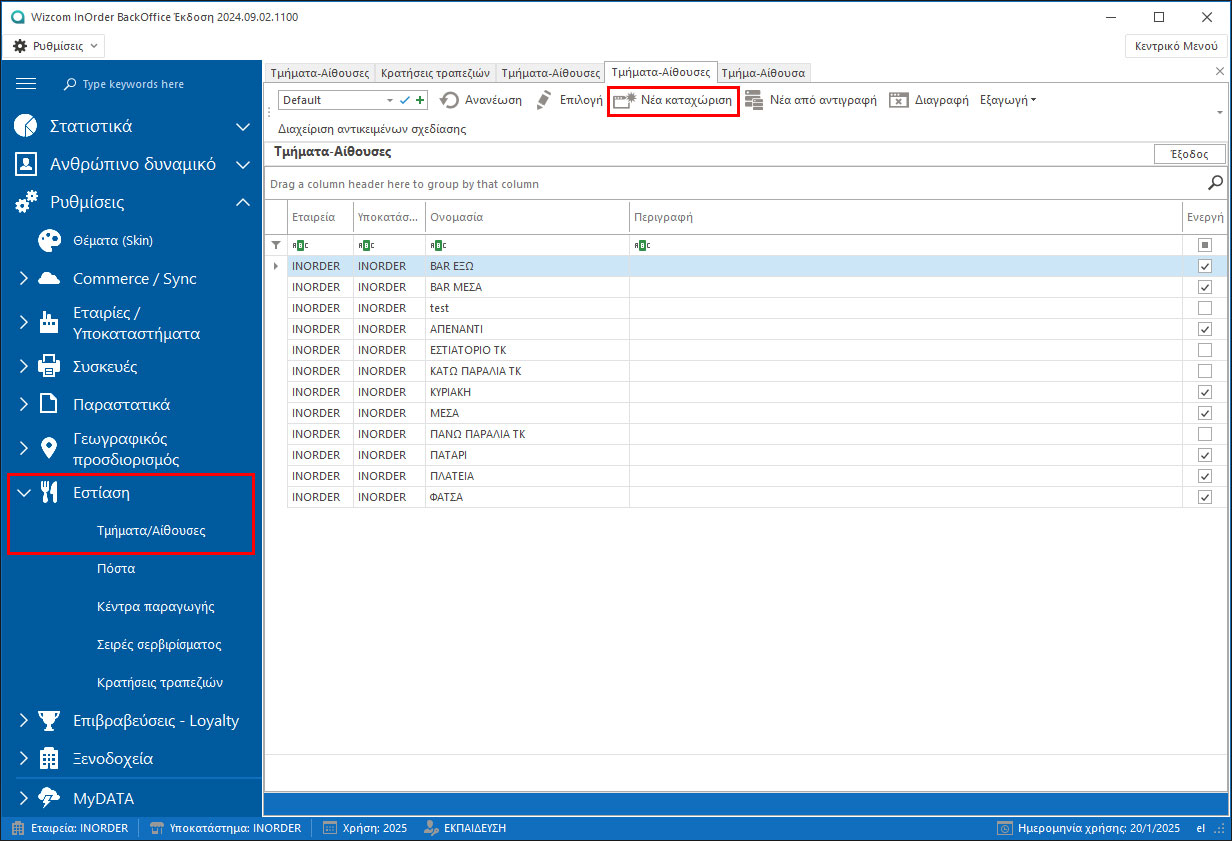 Wizcom InOrder BackOffice Έκδοση 2024.09.02.1100
Ρυθμίσεις
Κεντρικό Μενού
Type keywords here
Στατιστικά
Ανθρώπινο δυναμικό
Ρυθμίσεις
Θέματα (Skin)
Commerce / Sync
Εταιρίες /
Υποκαταστήματα
Συσκευές
Παραστατικά
Γεωγραφικός
προσδιορισμός
Εστίαση
Τμήματα/Αίθουσες
Πόστα
Κέντρα παραγωγής
Σειρές σερβιρίσματος
Κρατήσεις τραπεζιών
Επιβραβεύσεις - Loyalty
Ξενοδοχεία
MyDATA
Τμήματα-Αίθουσες Κρατήσεις τραπεζιών Τμήματα-Αίθουσες Τμήματα-Αίθουσες Τμήμα-Αίθουσα
Default Ανανέωση Επιλογή Νέα καταχώριση Νέα από αντιγραφή Διαγραφή Εξαγωγή
Διαχείριση αντικειμένων σχεδίασης
Τμήματα-Αίθουσες Έξοδος
Drag a column header here to group by that column
Εταιρεία Υποκατάσ... Ονομασία Περιγραφή Ενεργή
INORDER INORDER BAR ΕΞΩ
INORDER INORDER BAR ΜΕΣΑ
INORDER INORDER test
INORDER INORDER ΑΠΕΝΑΝΤΙ
INORDER INORDER ΕΣΤΙΑΤΟΡΙΟ ΤΚ
INORDER INORDER ΚΑΤΩ ΠΑΡΑΛΙΑ ΤΚ
INORDER INORDER ΚΥΡΙΑΚΗ
INORDER INORDER ΜΕΣΑ
INORDER INORDER ΠΑΝΩ ΠΑΡΑΛΙΑ ΤΚ
INORDER INORDER ΠΑΤΑΡΙ
INORDER INORDER ΠΛΑΤΕΙΑ
INORDER INORDER ΦΑΤΣΑ
Εταιρεία: INORDER Υποκατάστημα: INORDER Χρήση: 2025 ΕΚΠΑΙΔΕΥΣΗ Ημερομηνία χρήσης: 20/1/2025 el